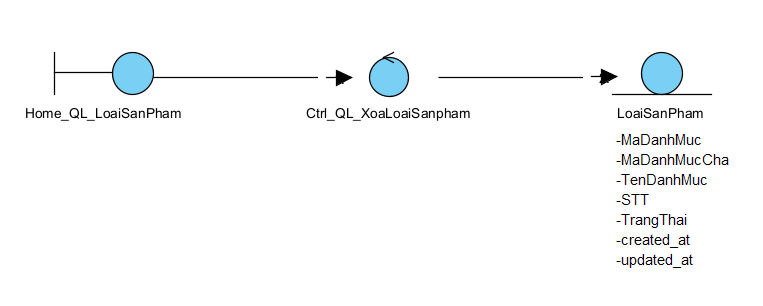 Home_QL_LoaiSanPham
Ctrl_QL_XoaLoaiSanpham
LoaiSanPham
-MaDanhMuc
-MaDanhMucCha
-TenDanhMuc
-STT
-TrangThai
-created_at
-updated_at